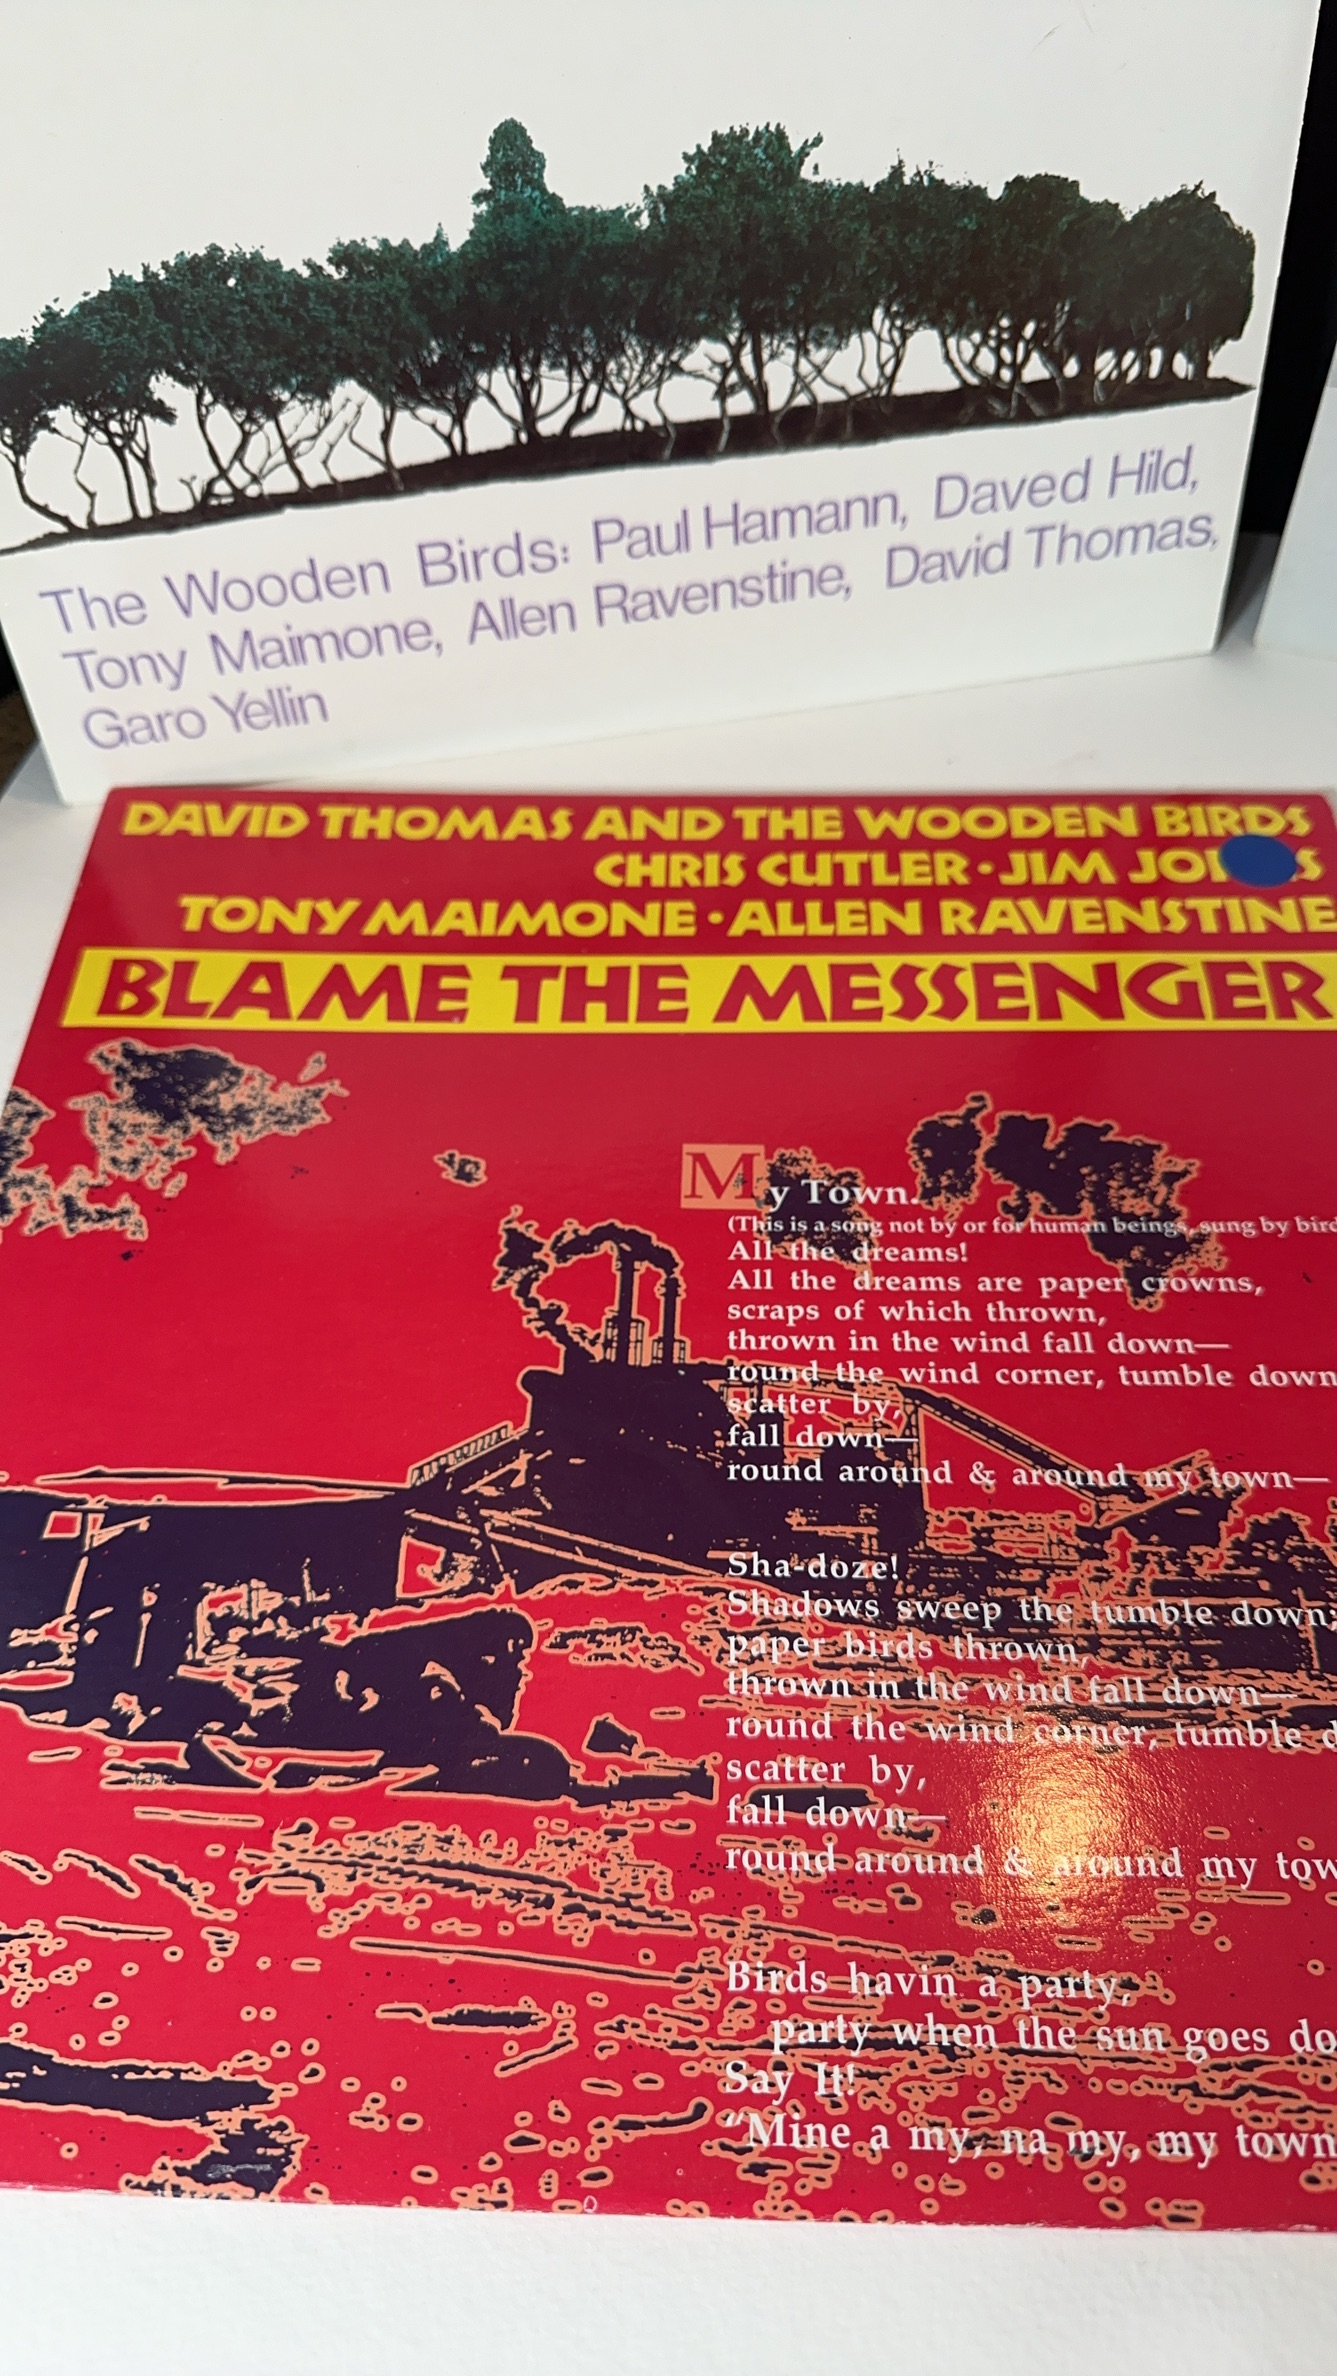 The Wooden Birds: Paul Hamann, Daved Hild,
Tony Maimone, Allen Ravenstine, David Thomas,
Garo Yellin
DAVID THOMAS AND THE WOODEN BIRDS
CHRIS CUTLER • JIM
TONY MAIMONE • ALLEN RAVENSTINE
BLAME THE MESSENGER
My Town.
(This is a song not by or for human beings, sung by
All the dreams!
All the dreams are paper crowns,
scraps of which thrown,
thrown in the wind fall down—
round the wind corner, tumble down
scatter by,
fall down—
round around & around my town—
Sha-doze!
Shadows sweep the tumble down;
paper birds thrown,
thrown in the wind fall down—
round the wind corner, tumble
scatter by,
fall down—
round around & around my
Birds havin a party,
party when the sun goes
Say It!
“Mine a my, na my, my town